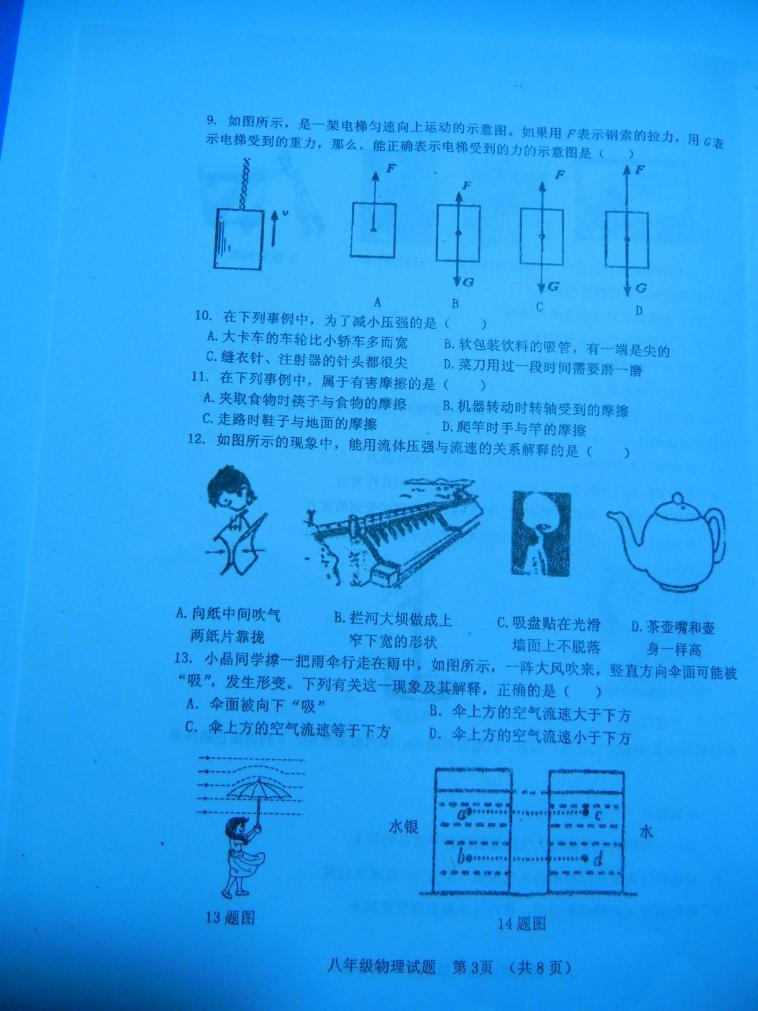 9. 如图所示，是一架电梯匀速向上运动的示意图。如果用 F 表示钢索的拉力，用 G 表
示电梯受到的重力，那么，能正确表示电梯受到的力的示意图是（　　）
v
F
F
F
F
G
G
G
A B C D
10. 在下列事例中，为了减小压强的是（　　）
A. 大卡车的车轮比小轿车多而宽 B. 软包装饮料的吸管，有一端是尖的
C. 缝衣针、注射器的针头都很尖 D. 菜刀用过一段时间需要磨一磨
11. 在下列事例中，属于有害摩擦的是（　　）
A. 夹取食物时筷子与食物的摩擦 B. 机器转动时转轴受到的摩擦
C. 走路时鞋子与地面的摩擦 D. 爬竿时手与竿的摩擦
12. 如图所示的现象中，能用流体压强与流速的关系解释的是（　　）
A. 向纸中间吹气 B. 拦河大坝做成上 C. 吸盘贴在光滑 D. 茶壶嘴和壶
两纸片靠拢 窄下宽的形状 墙面上不脱落 身一样高
13. 小晶同学撑一把雨伞行走在雨中，如图所示，一阵大风吹来，竖直方向伞面可能被
“吸”，发生形变。下列有关这一现象及其解释，正确的是（　　）
A. 伞面被向下“吸” B. 伞上方的空气流速大于下方
C. 伞上方的空气流速等于下方 D. 伞上方的空气流速小于下方
水银 a c 水
b d
13 题图 14 题图
八年级物理试题 第 3 页 （共 8 页）